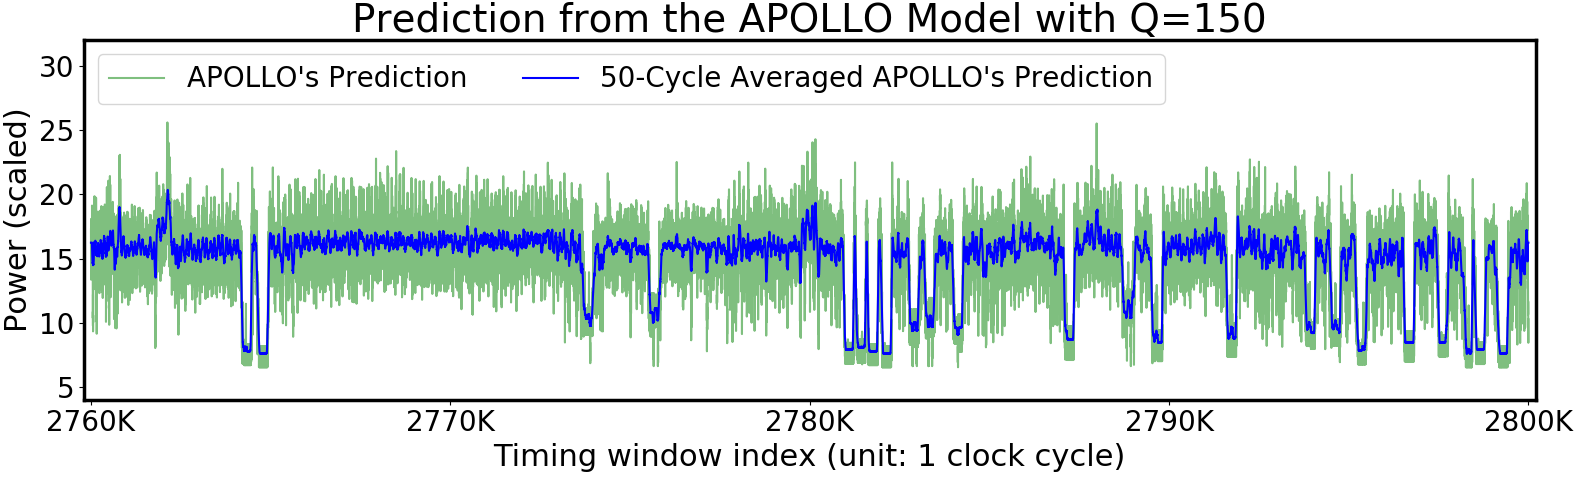 Prediction from the APOLLO Model with Q=150
APOLLO's Prediction
50-Cycle Averaged APOLLO's Prediction
Power (scaled)
30
25
20
15
10
5
2760K
2770K
2780K
2790K
2800K
Timing window index (unit: 1 clock cycle)